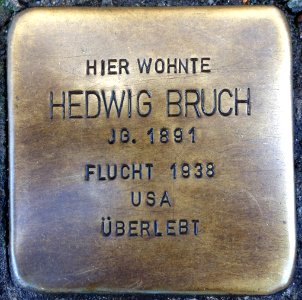 HIER WOHNTE
HEDWIG BRUCH
JG. 1891
FLUCHT 1938
USA
ÜBERLEBT